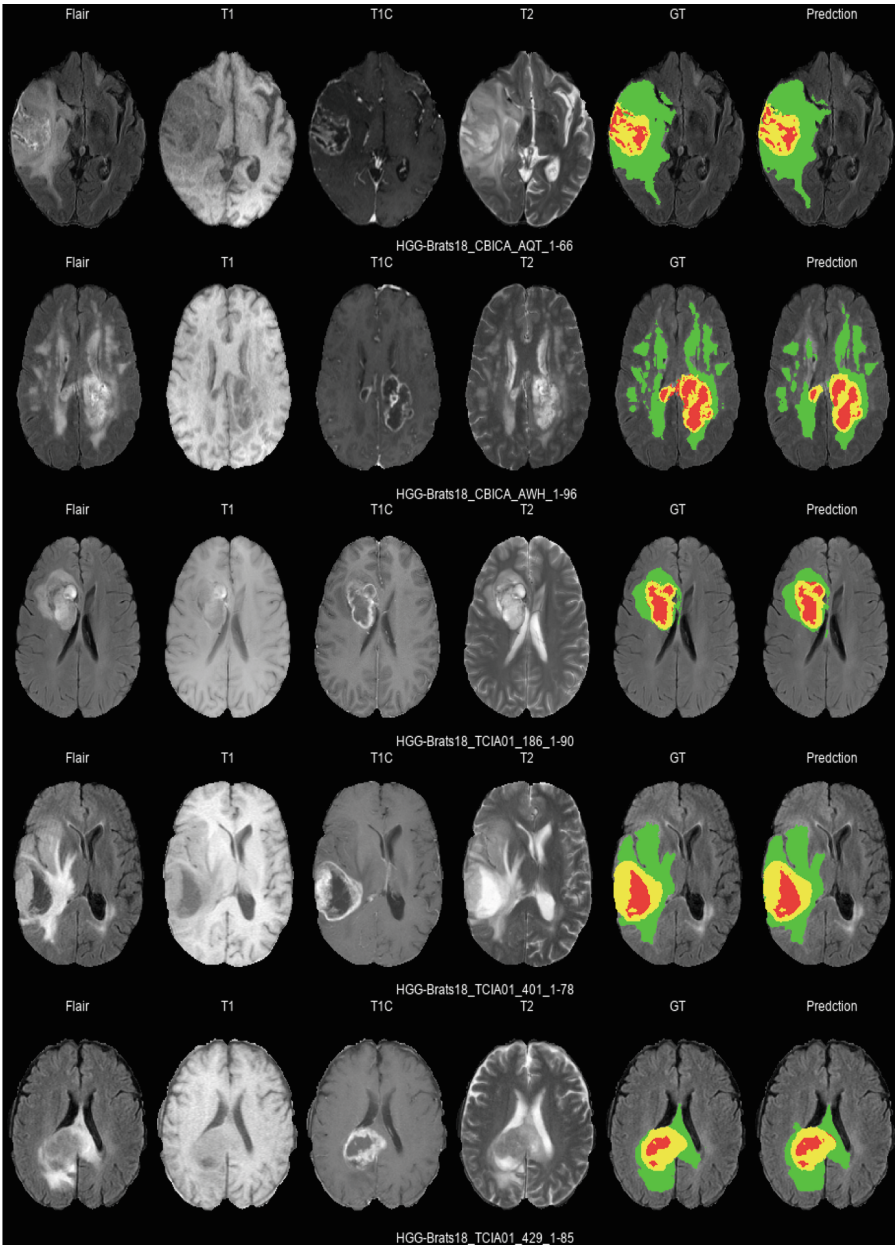 Flair T1 T1C T2 GT Predction
HGG-Brats18_CBICA_AQT_1-66
Flair T1 T1C T2 GT Predction
HGG-Brats18_CBICA_AWH_1-96
Flair T1 T1C T2 GT Predction
HGG-Brats18_TCIA01_186_1-90
Flair T1 T1C T2 GT Predction
HGG-Brats18_TCIA01_401_1-78
Flair T1 T1C T2 GT Predction
HGG-Brats18_TCIA01_429_1-85